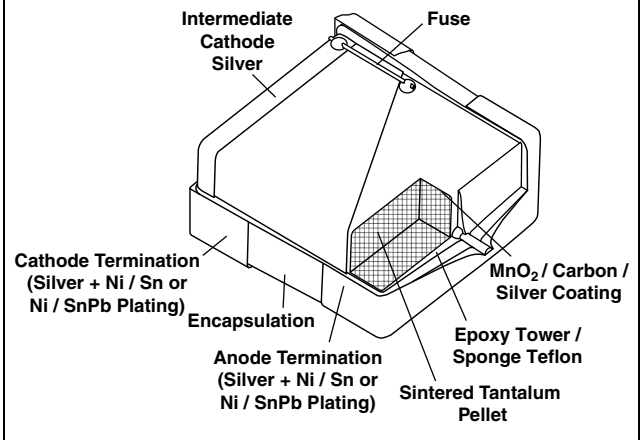 Intermediate
Cathode
Silver
Fuse
Cathode Termination
(Silver + Ni / Sn or
Ni / SnPb Plating)
Encapsulation
Anode Termination
(Silver + Ni / Sn or
Ni / SnPb Plating)
MnO₂ / Carbon /
Silver Coating
Epoxy Tower /
Sponge Teflon
Sintered Tantalum
Pellet